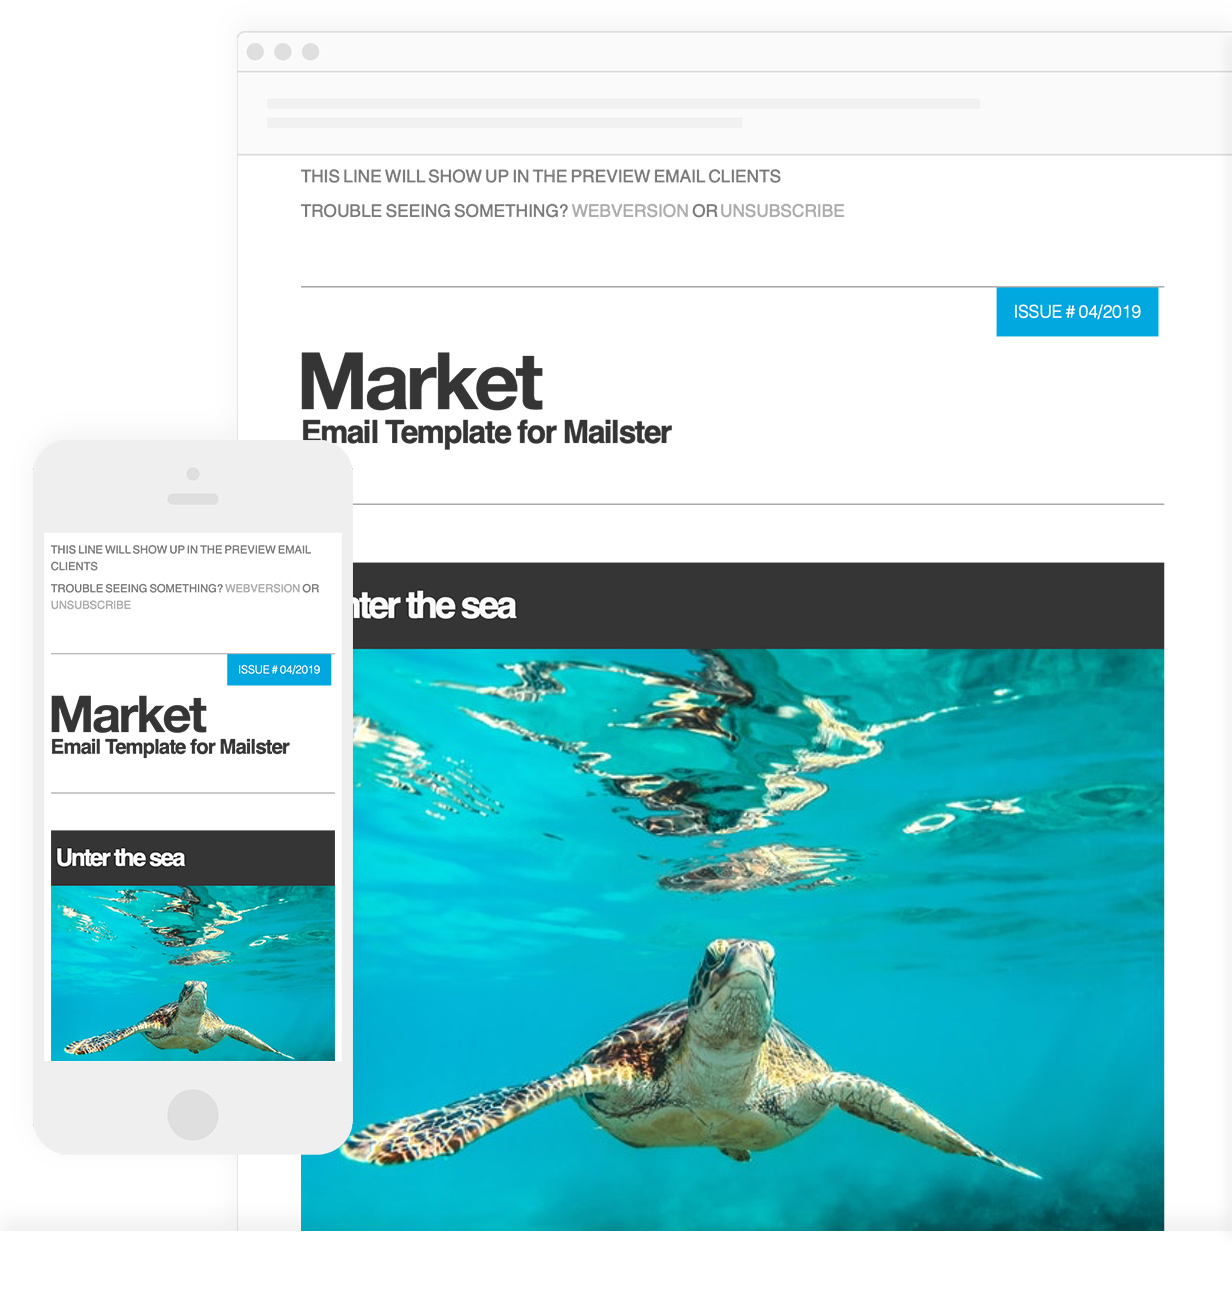 THIS LINE WILL SHOW UP IN THE PREVIEW EMAIL CLIENTS
TROUBLE SEEING SOMETHING? WEBVERSION OR UNSUBSCRIBE
ISSUE # 04/2019
Market
Email Template for Mailster
nter the sea
THIS LINE WILL SHOW UP IN THE PREVIEW EMAIL
CLIENTS
TROUBLE SEEING SOMETHING? WEBVERSION OR
UNSUBSCRIBE
ISSUE # 04/2019
Market
Email Template for Mailster
Unter the sea